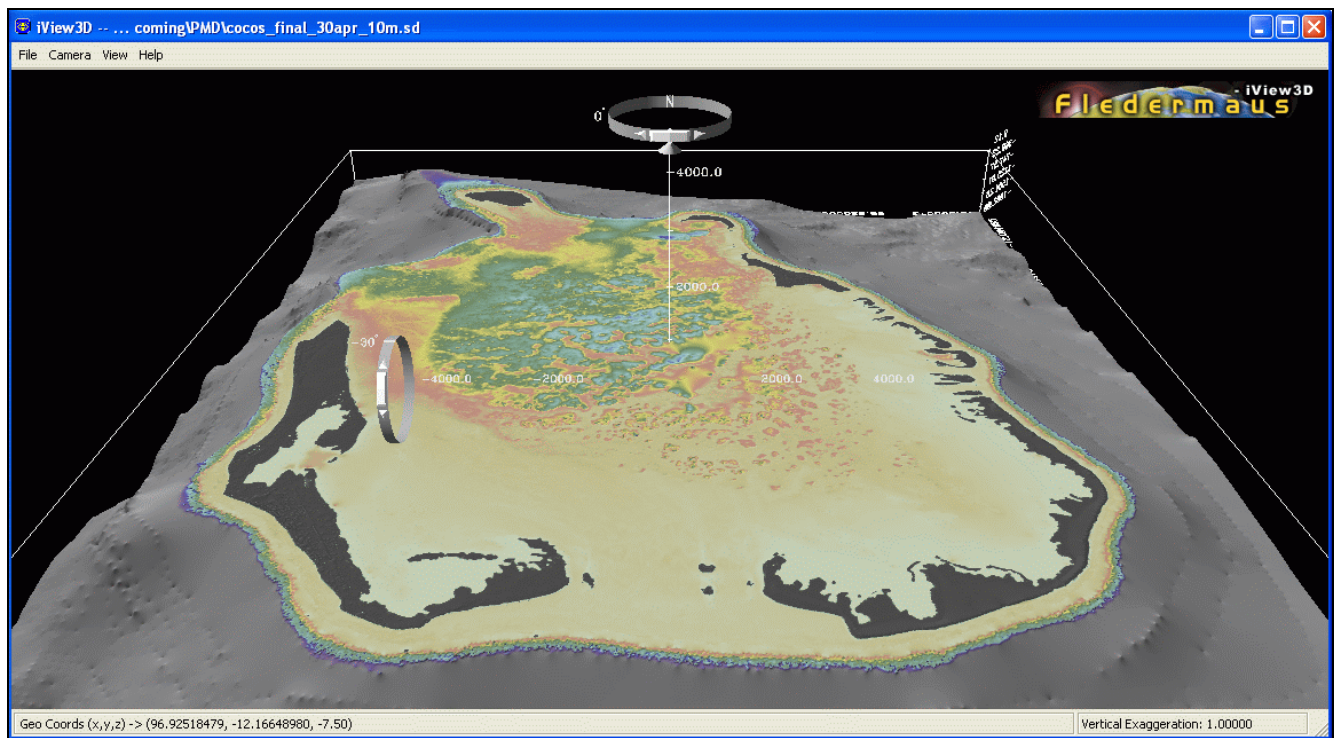 iView3D -- ... coming\PMD\cocos_final_30apr_10m.sd
File Camera View Help
- iView3D
Fledermaus
N
0°
4000.0
2000.0
-30°
-4000.0
-2000.0
2000.0
4000.0
Geo Coords (x,y,z) -> (96.92518479, -12.16648980, -7.50)
Vertical Exaggeration: 1.00000